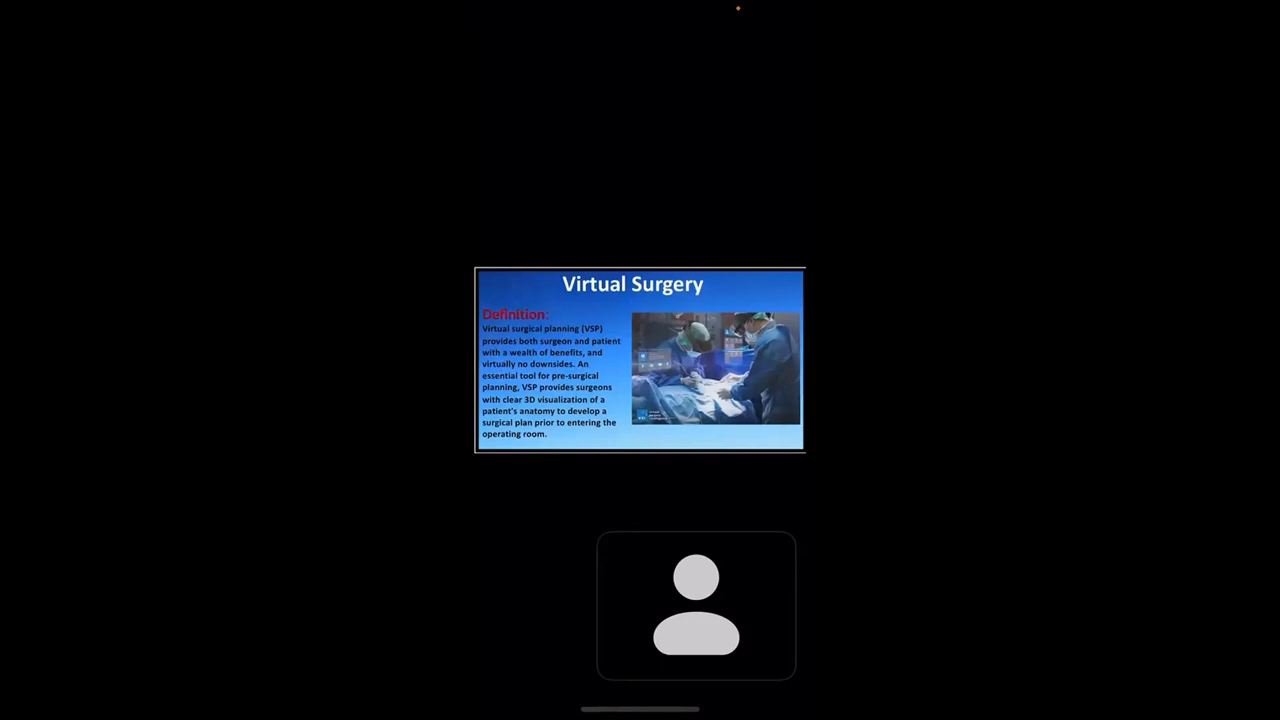 Virtual Surgery
Definition:
Virtual surgical planning (VSP)
provides both surgeon and patient
with a wealth of benefits, and
virtually no downsides. An
essential tool for pre-surgical
planning, VSP provides surgeons
with clear 3D visualization of a
patient's anatomy to develop a
surgical plan prior to entering the
operating room.